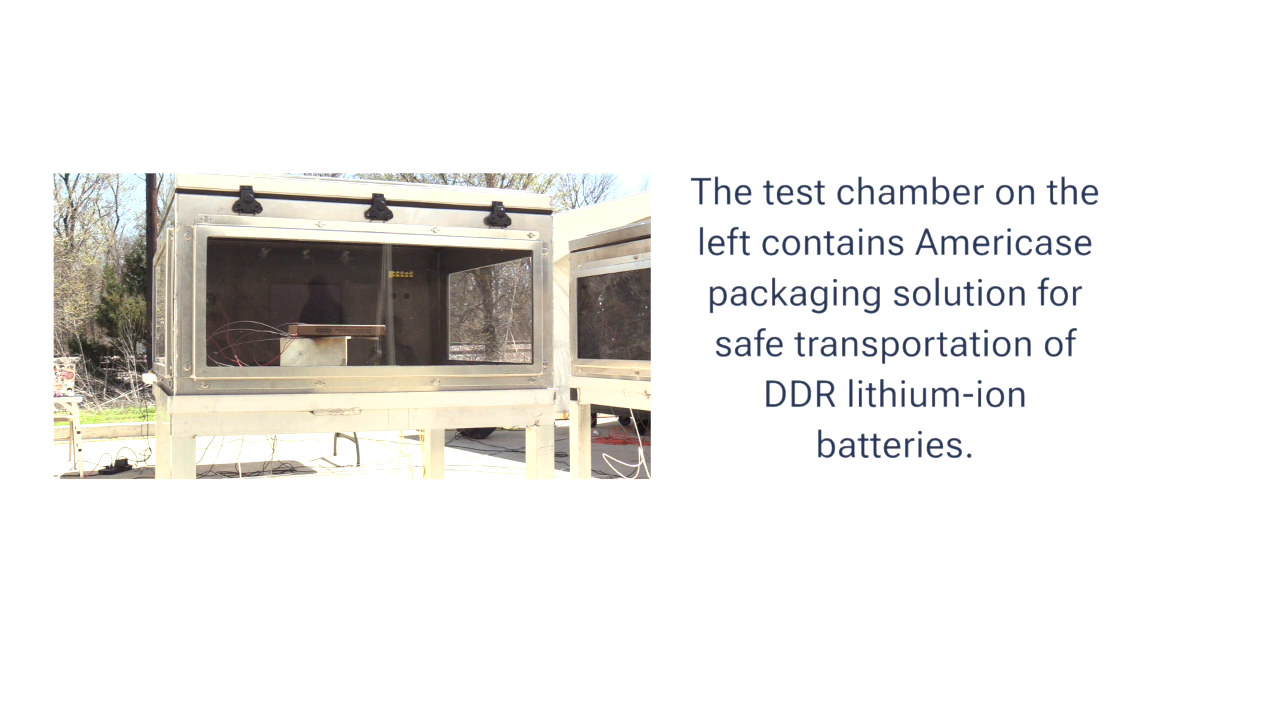 The test chamber on the
left contains Americase
packaging solution for
safe transportation of
DDR lithium-ion
batteries.